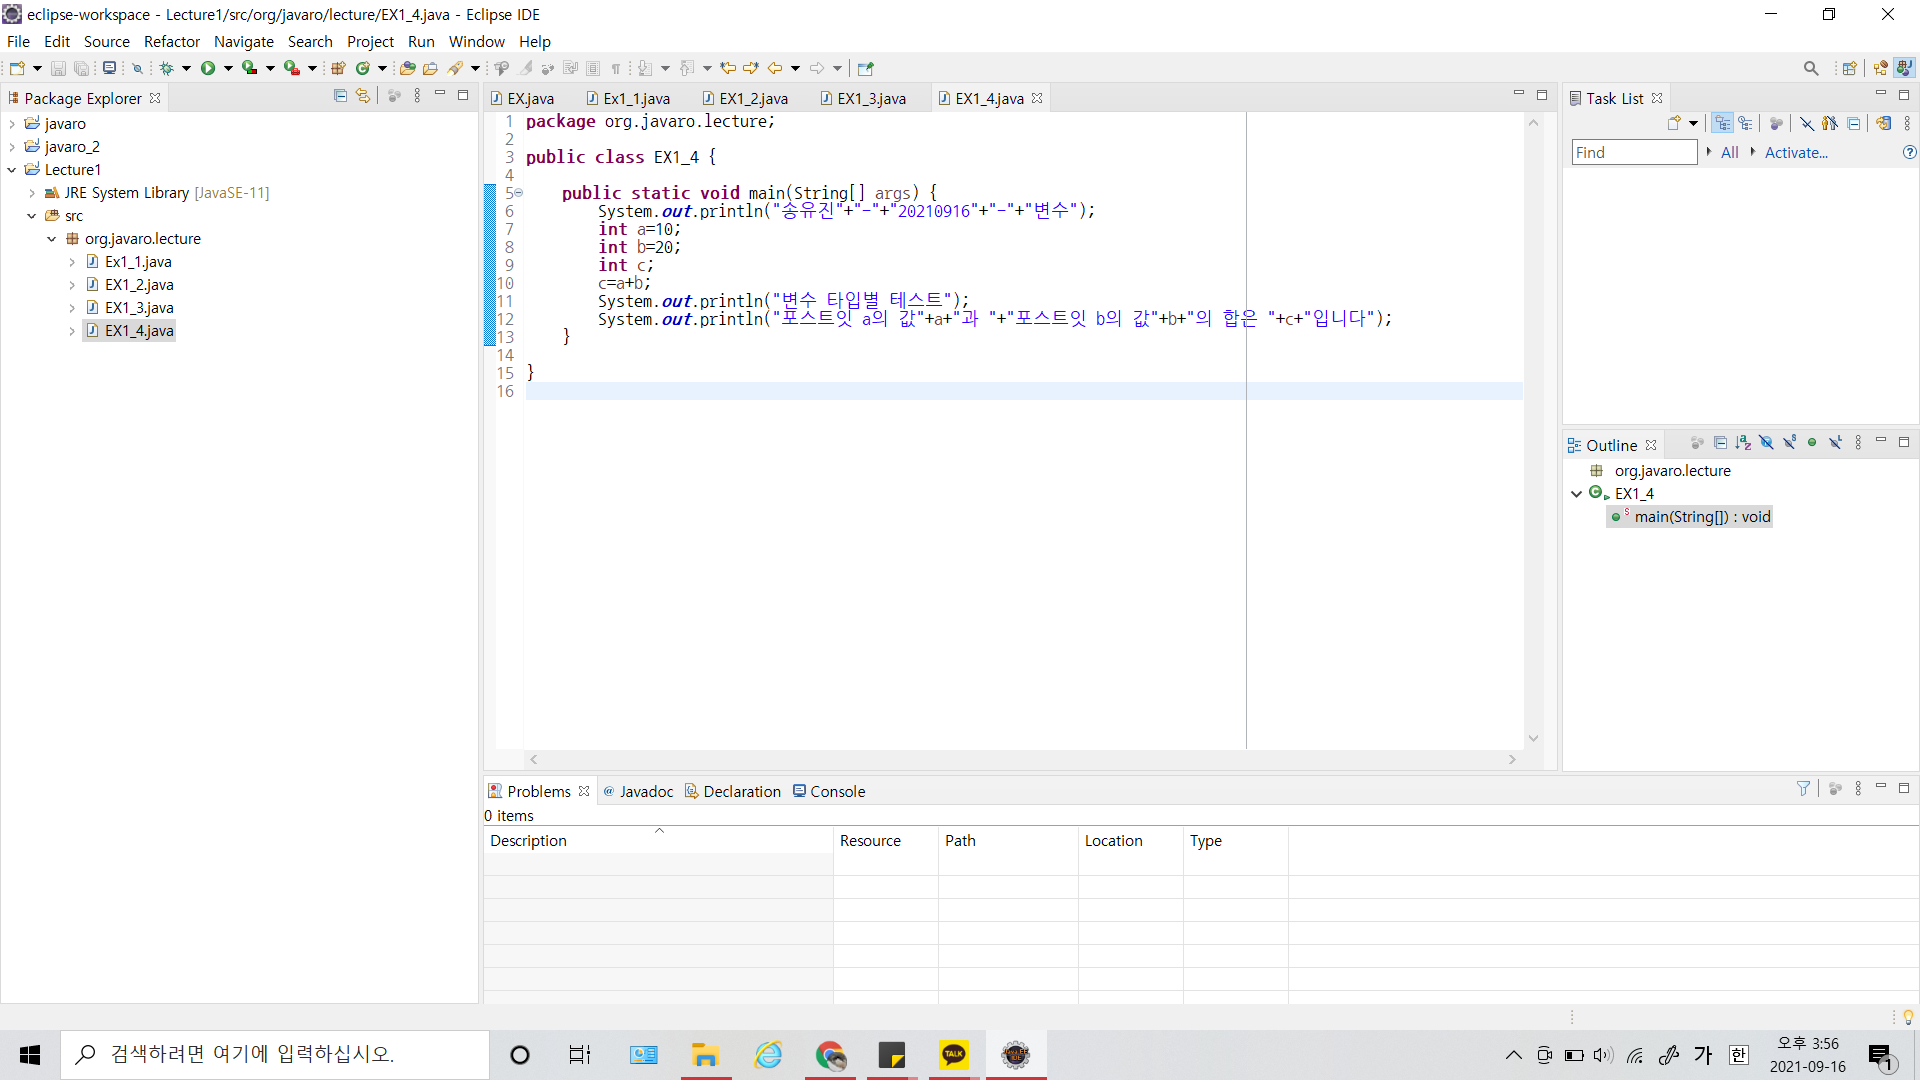 eclipse-workspace - Lecture1/src/org/javaro/lecture/EX1_4.java - Eclipse IDE
File Edit Source Refactor Navigate Search Project Run Window Help
Package Explorer
javaro
javaro_2
Lecture1
JRE System Library [JavaSE-11]
src
org.javaro.lecture
Ex1_1.java
EX1_2.java
EX1_3.java
EX1_4.java
EX.java Ex1_1.java EX1_2.java EX1_3.java EX1_4.java
1 package org.javaro.lecture;
2
3 public class EX1_4 {
4
5 public static void main(String[] args) {
6 System.out.println("송유진"+"-"+"20210916"+"-"+"변수");
7 int a=10;
8 int b=20;
9 int c;
10 c=a+b;
11 System.out.println("변수 타입별 테스트");
12 System.out.println("포스트잇 a의 값"+a+"과 "+"포스트잇 b의 값"+b+"의 합은 "+c+"입니다");
13 }
14
15 }
16
Task List
Find All Activate...
Outline
org.javaro.lecture
EX1_4
main(String[]) : void
Problems Javadoc Declaration Console
0 items
Description Resource Path Location Type
검색하려면 여기에 입력하십시오.
TALK
가 한
오후 3:56
2021-09-16
1